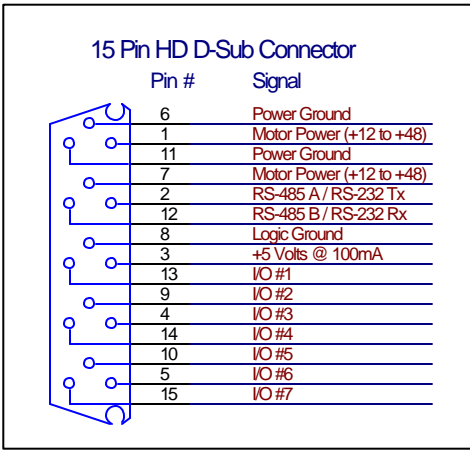 15 Pin HD D-Sub Connector
Pin # Signal
6 Power Ground
1 Motor Power (+12 to +48)
11 Power Ground
7 Motor Power (+12 to +48)
2 RS-485 A / RS-232 Tx
12 RS-485 B / RS-232 Rx
8 Logic Ground
3 +5 Volts @ 100mA
13 I/O #1
9 I/O #2
4 I/O #3
14 I/O #4
10 I/O #5
5 I/O #6
15 I/O #7